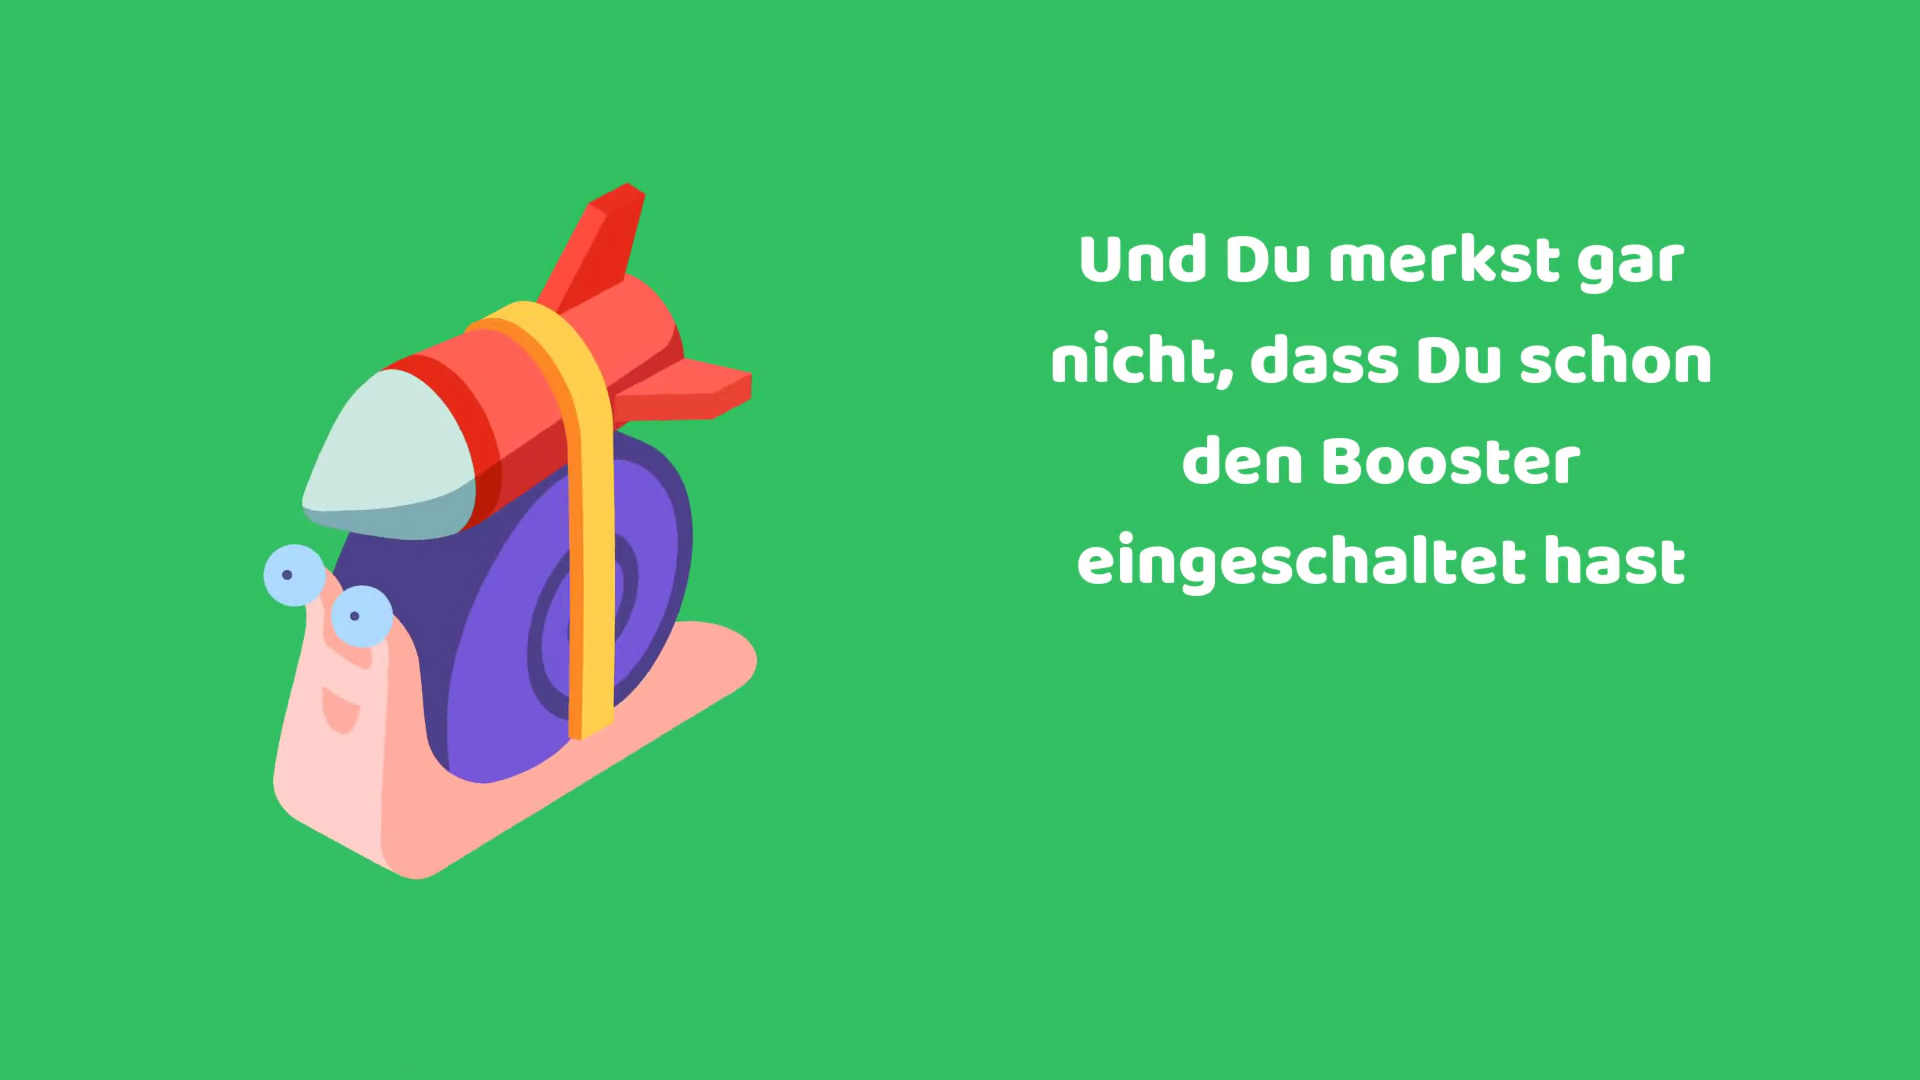 Und Du merkst gar
nicht, dass Du schon
den Booster
eingeschaltet hast